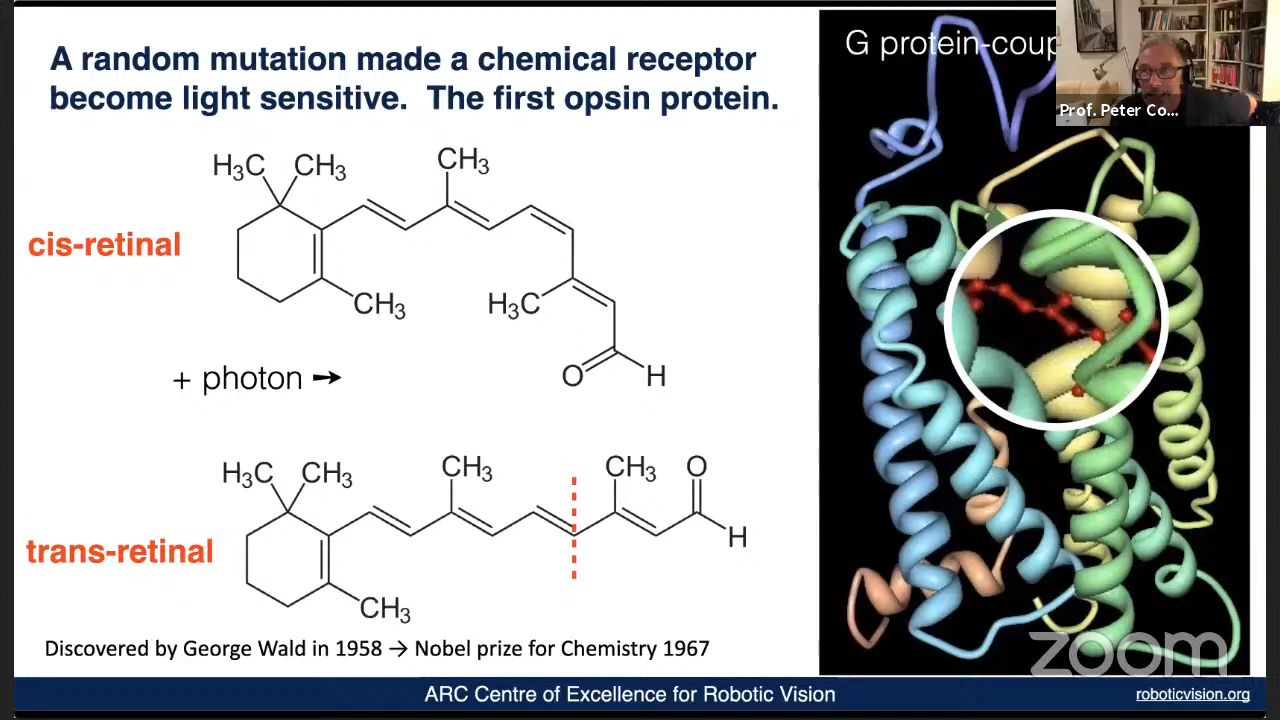 A random mutation made a chemical receptor
become light sensitive. The first opsin protein.
G protein-coup
Prof. Peter Co...
H₃C CH₃
CH₃
cis-retinal
CH₃
H₃C
O H
+ photon →
H₃C CH₃
CH₃
CH₃ O
trans-retinal
H
CH₃
Discovered by George Wald in 1958 → Nobel prize for Chemistry 1967
zoom
ARC Centre of Excellence for Robotic Vision
roboticvision.org